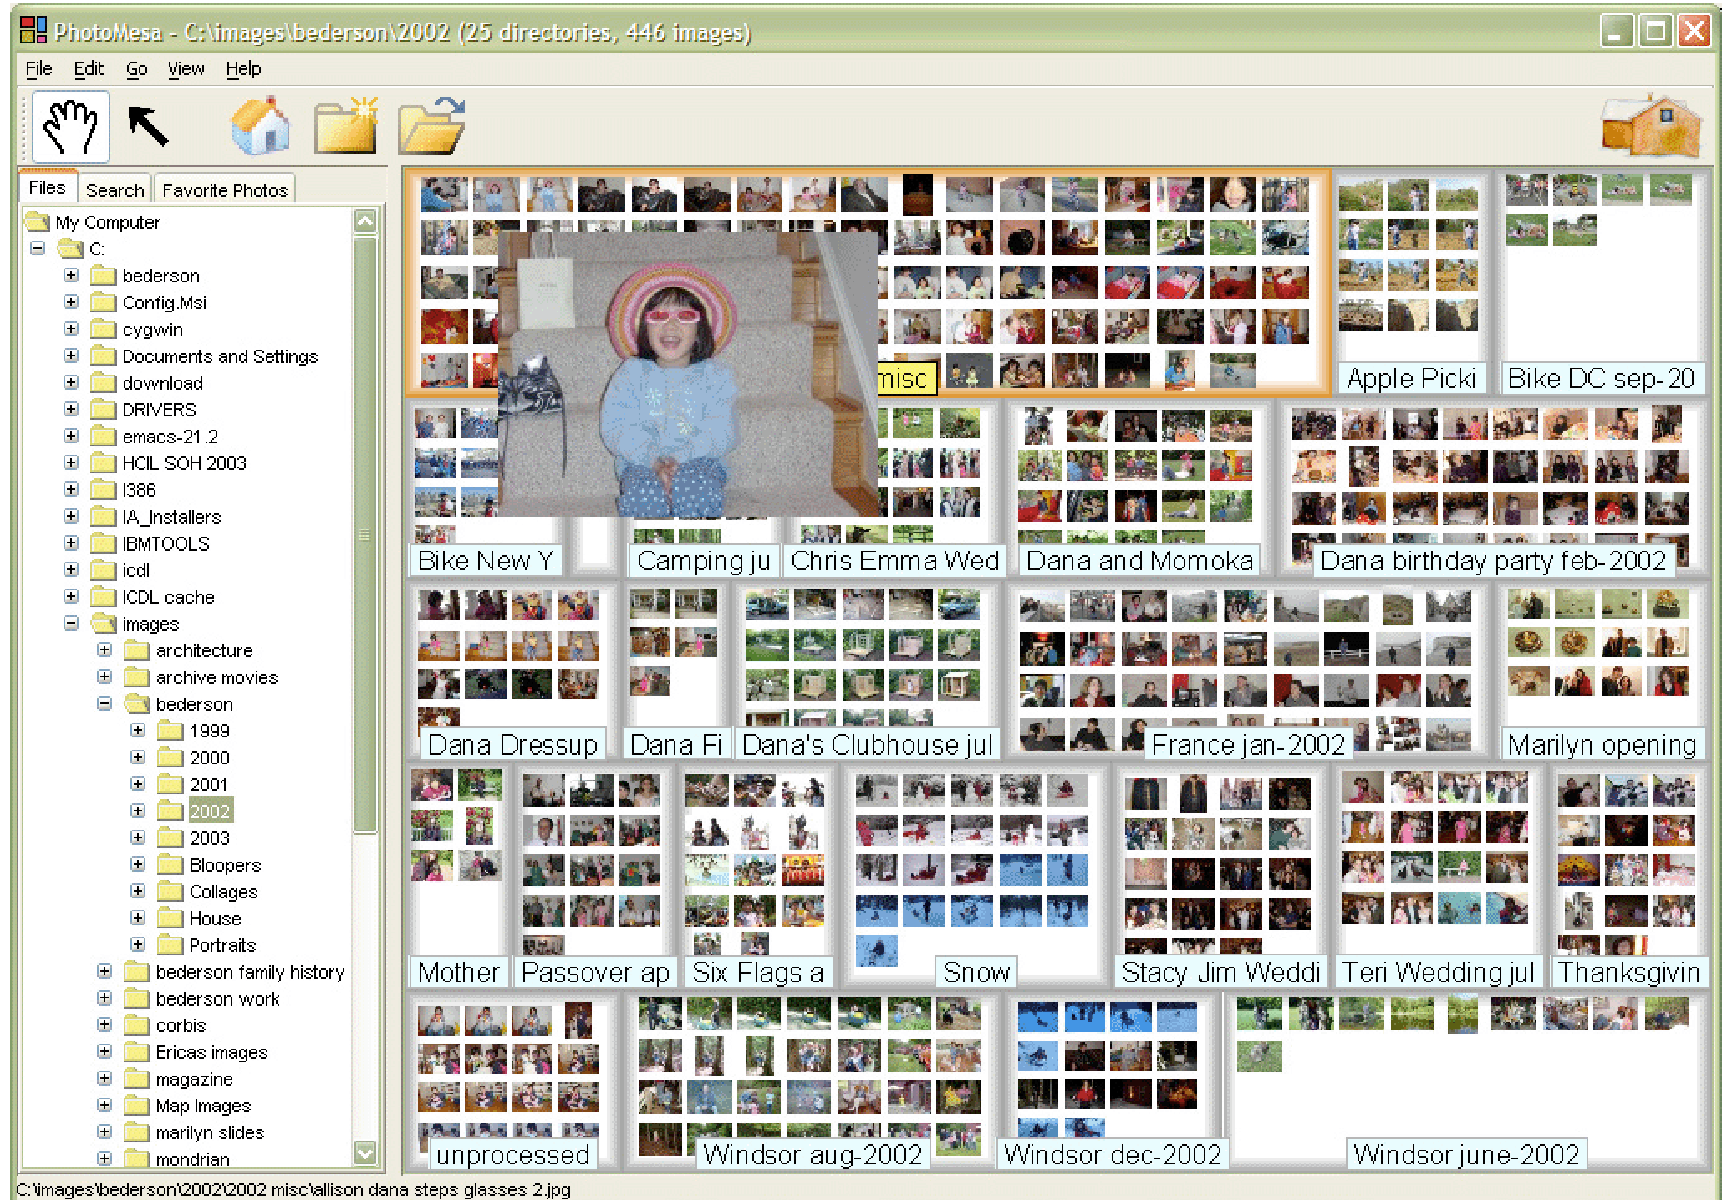 PhotoMesa - C:\images\bederson\2002 (25 directories, 446 images)
File Edit Go View Help
Files Search Favorite Photos
My Computer
C:
bederson
Config.Msi
cygwin
Documents and Settings
download
DRIVERS
emacs-21.2
HCIL SOH 2003
I386
IA_Installers
IBMTOOLS
icdl
ICDL cache
images
architecture
archive movies
bederson
1999
2000
2001
2002
2003
Bloopers
Collages
House
Portraits
bederson family history
bederson work
corbis
Ericas images
magazine
Map Images
marilyn slides
mondrian
misc Apple Picki Bike DC sep-20
Bike New Y Camping ju Chris Emma Wed Dana and Momoka Dana birthday party feb-2002
Dana Dressup Dana Fi Dana's Clubhouse jul France jan-2002 Marilyn opening
Mother Passover ap Six Flags a Snow Stacy Jim Weddi Teri Wedding jul Thanksgivin
unprocessed Windsor aug-2002 Windsor dec-2002 Windsor june-2002
C:\images\bederson\2002\2002 misc\allison dana steps glasses 2.jpg